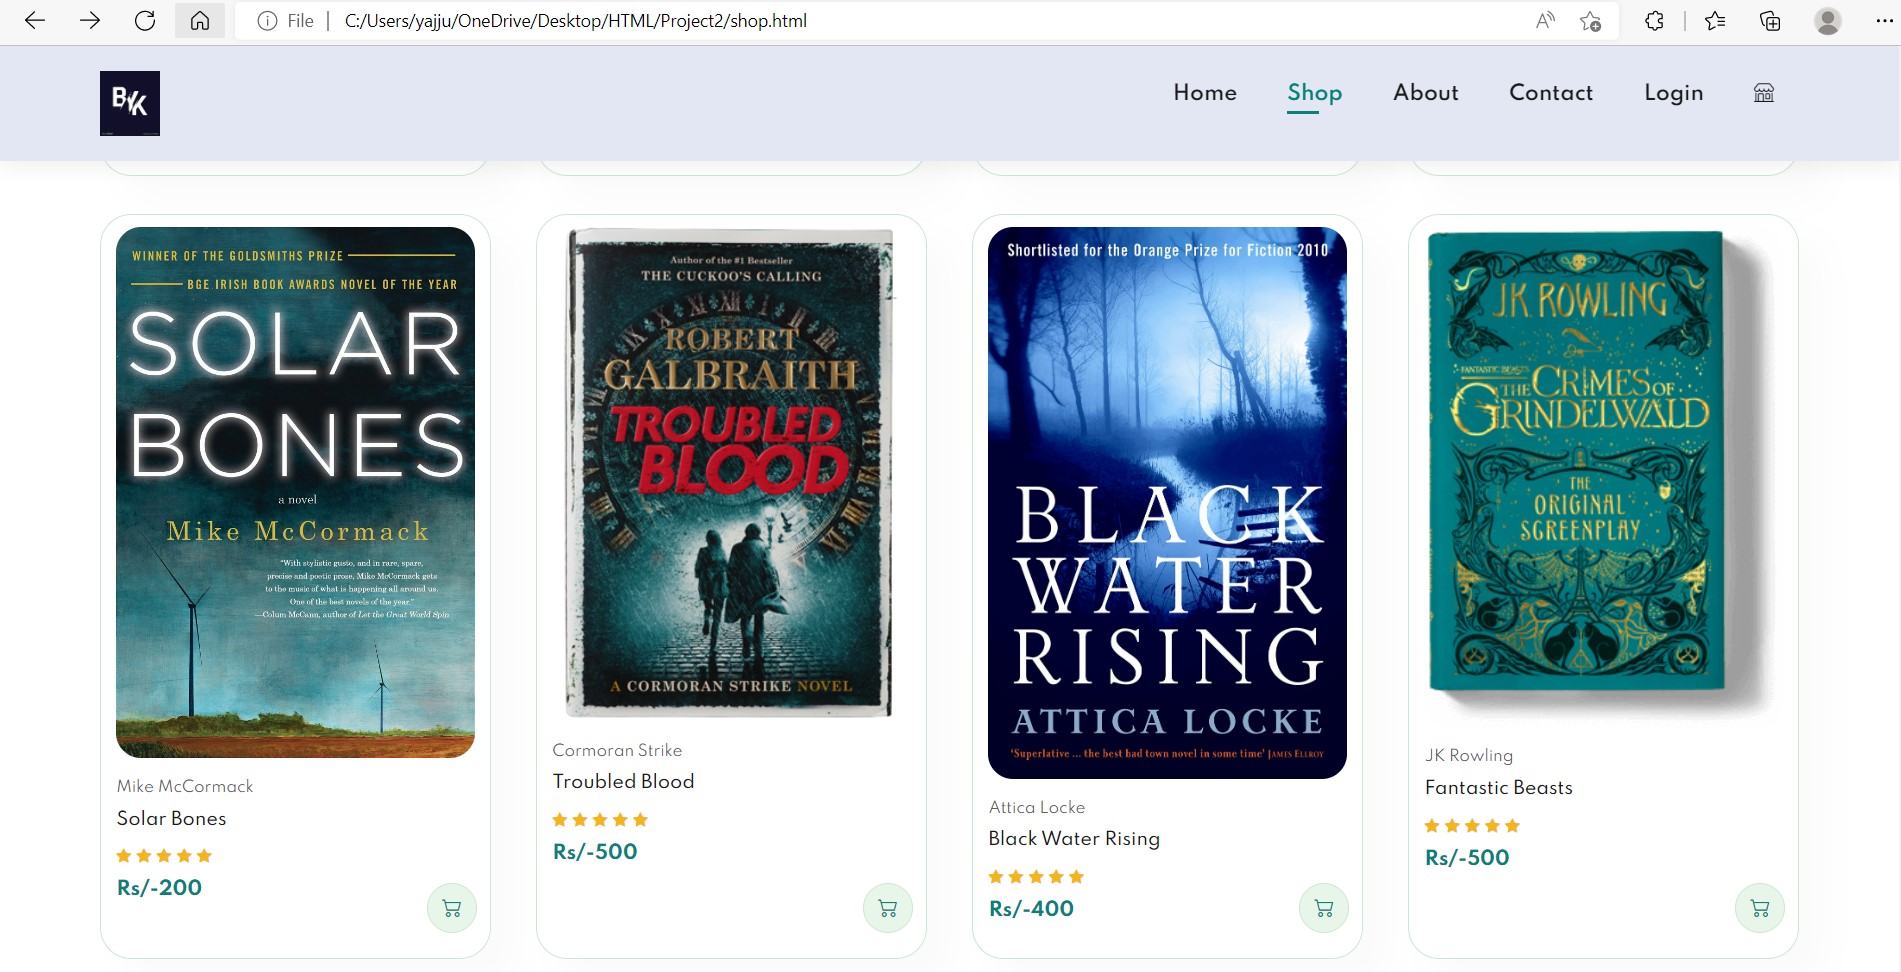 File
C:/Users/yajju/OneDrive/Desktop/HTML/Project2/shop.html
BYK
Home
Shop
About
Contact
Login
WINNER OF THE GOLDSMITHS PRIZE
BGE IRISH BOOK AWARDS NOVEL OF THE YEAR
SOLAR
BONES
a novel
Mike McCormack
"With stylistic gusto, and in rare, spare,
precise and poetic prose, Mike McCormack gets
to the music of what is happening all around us.
One of the best novels of the year."
—Colum McCann, author of Let the Great World Spin
Mike McCormack
Solar Bones
Rs/-200
Author of the #1 Bestseller
THE CUCKOO'S CALLING
ROBERT
GALBRAITH
TROUBLED
BLOOD
A CORMORAN STRIKE NOVEL
Cormoran Strike
Troubled Blood
Rs/-500
Shortlisted for the Orange Prize for Fiction 2010
BLACK
WATER
RISING
ATTICA LOCKE
'Superlative ... the best bad town novel in some time' JAMES ELLROY
Attica Locke
Black Water Rising
Rs/-400
J.K. ROWLING
FANTASTIC BEASTS
THE CRIMES OF
GRINDELWALD
THE
ORIGINAL
SCREENPLAY
JK Rowling
Fantastic Beasts
Rs/-500